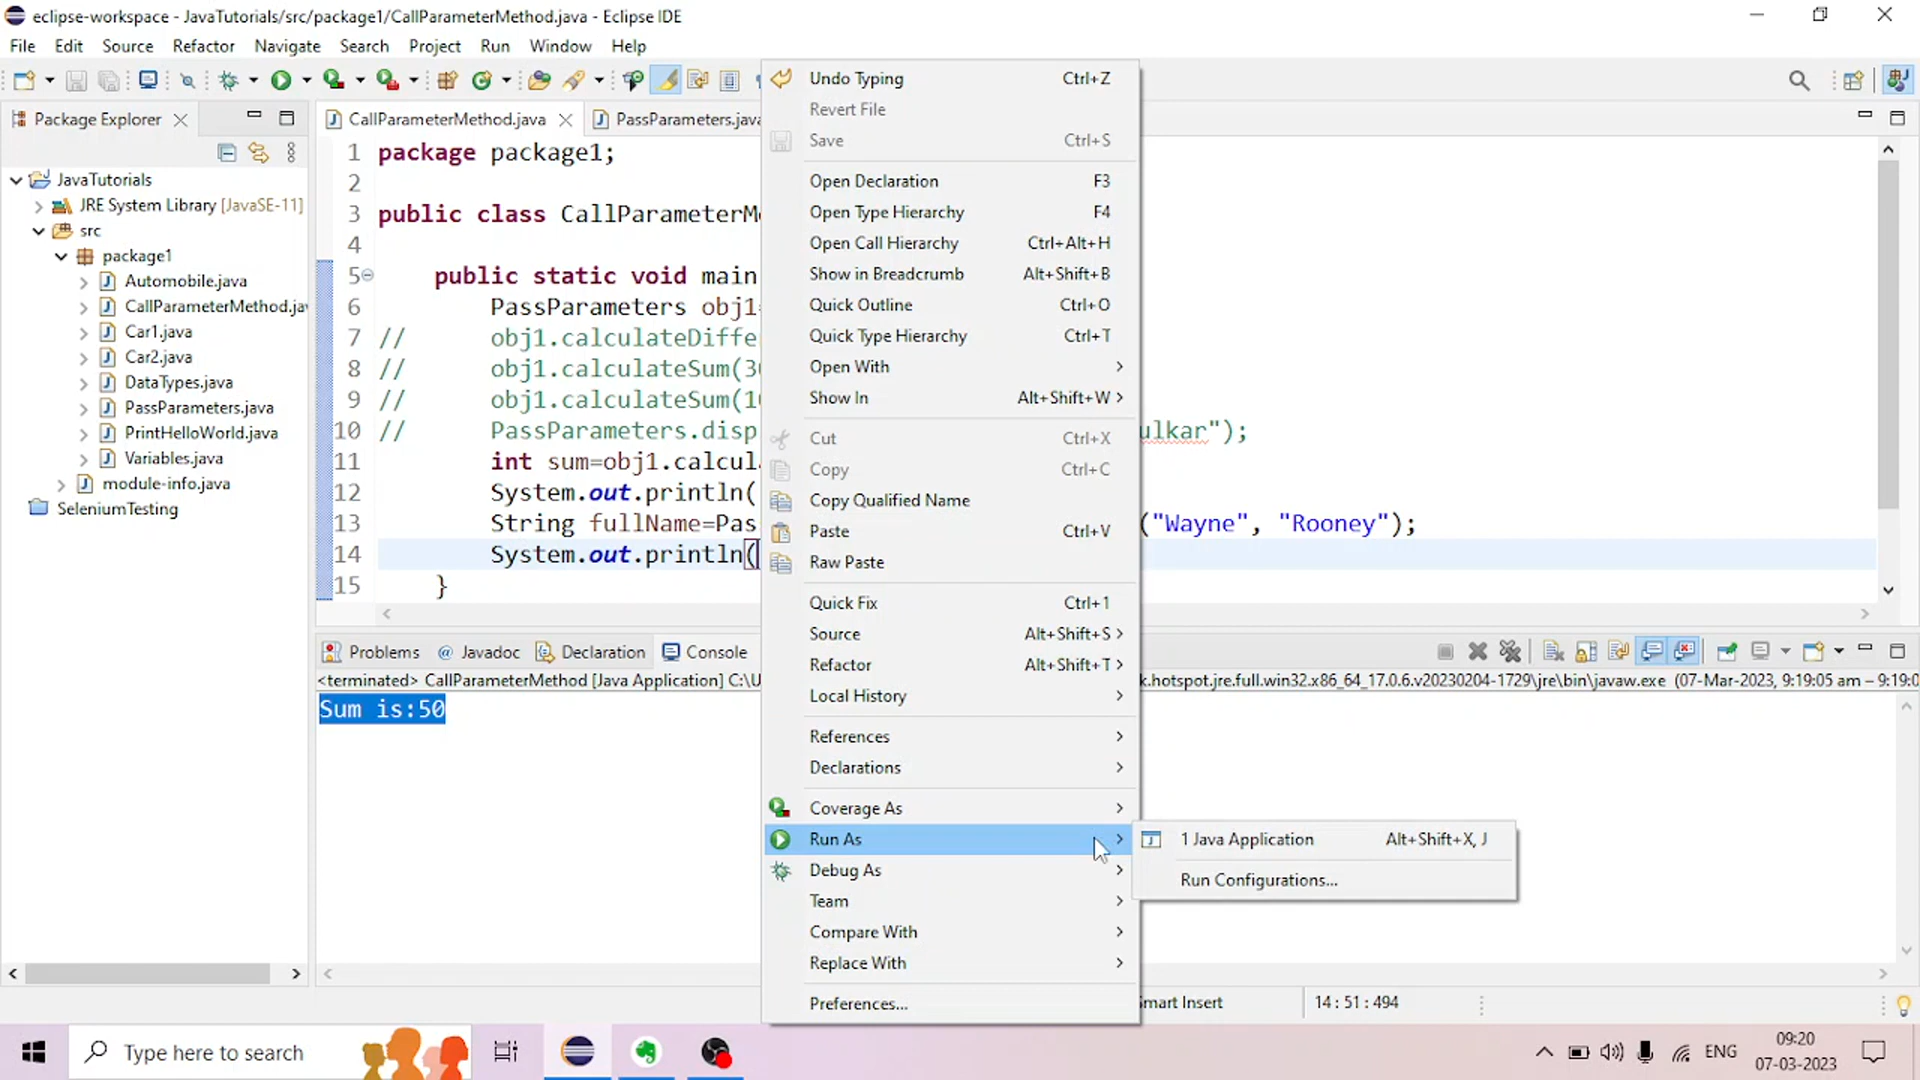 eclipse-workspace - JavaTutorials/src/package1/CallParameterMethod.java - Eclipse IDE
File Edit Source Refactor Navigate Search Project Run Window Help
Package Explorer
JavaTutorials
JRE System Library [JavaSE-11]
src
package1
Automobile.java
CallParameterMethod.jav
Car1.java
Car2.java
DataTypes.java
PassParameters.java
PrintHelloWorld.java
Variables.java
module-info.java
SeleniumTesting
CallParameterMethod.java PassParameters.java
1 package package1;
2
3 public class CallParameterM
4
5 public static void main
6 PassParameters obj1=
7 // obj1.calculateDiffe
8 // obj1.calculateSum(3
9 // obj1.calculateSum(1
10 // PassParameters.disp ulkar");
11 int sum=obj1.calcula
12 System.out.println(
13 String fullName=Pas ("Wayne", "Rooney");
14 System.out.println(
15 }
Problems @ Javadoc Declaration Console
<terminated> CallParameterMethod [Java Application] C:\U k.hotspot.jre.full.win32.x86_64_17.0.6.v20230204-1729\jre\bin\javaw.exe (07-Mar-2023, 9:19:05 am – 9:19:0
Sum is:50
Undo Typing Ctrl+Z
Revert File
Save Ctrl+S
Open Declaration F3
Open Type Hierarchy F4
Open Call Hierarchy Ctrl+Alt+H
Show in Breadcrumb Alt+Shift+B
Quick Outline Ctrl+O
Quick Type Hierarchy Ctrl+T
Open With
Show In Alt+Shift+W
Cut Ctrl+X
Copy Ctrl+C
Copy Qualified Name
Paste Ctrl+V
Raw Paste
Quick Fix Ctrl+1
Source Alt+Shift+S
Refactor Alt+Shift+T
Local History
References
Declarations
Coverage As
Run As
Debug As
Team
Compare With
Replace With
Preferences...
1 Java Application Alt+Shift+X, J
Run Configurations...
mart Insert 14 : 51 : 494
Type here to search
ENG
09:20
07-03-2023